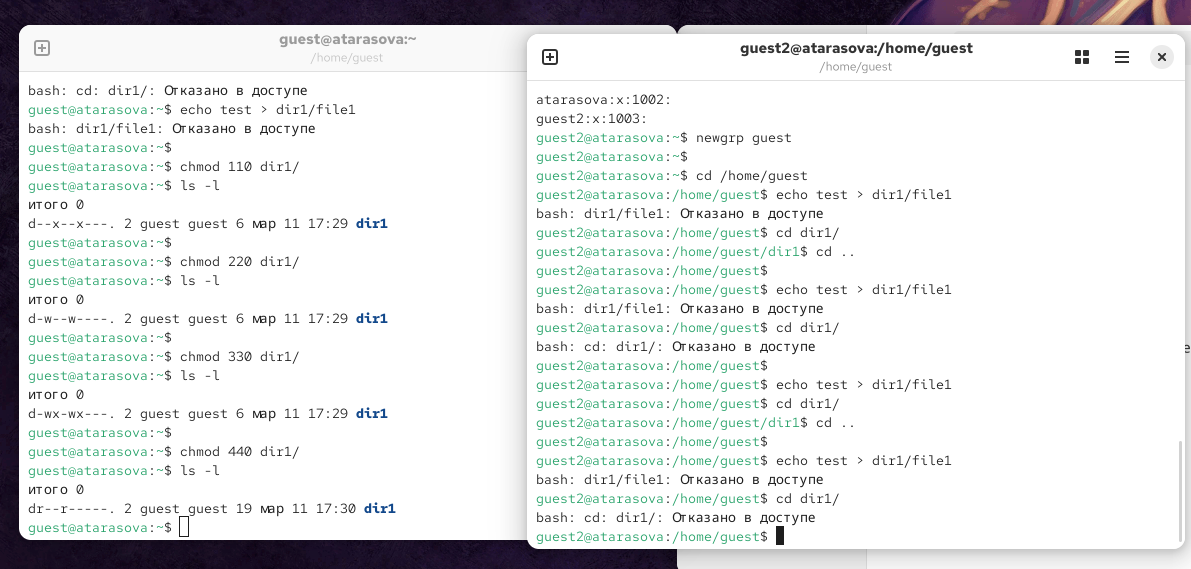 guest@atarasova:~
/home/guest
bash: cd: dir1/: Отказано в доступе
guest@atarasova:~$ echo test > dir1/file1
bash: dir1/file1: Отказано в доступе
guest@atarasova:~$
guest@atarasova:~$ chmod 110 dir1/
guest@atarasova:~$ ls -l
итого 0
d--x--x---. 2 guest guest 6 мар 11 17:29 dir1
guest@atarasova:~$
guest@atarasova:~$ chmod 220 dir1/
guest@atarasova:~$ ls -l
итого 0
d-w--w----. 2 guest guest 6 мар 11 17:29 dir1
guest@atarasova:~$
guest@atarasova:~$ chmod 330 dir1/
guest@atarasova:~$ ls -l
итого 0
d-wx-wx---. 2 guest guest 6 мар 11 17:29 dir1
guest@atarasova:~$
guest@atarasova:~$ chmod 440 dir1/
guest@atarasova:~$ ls -l
итого 0
dr--r-----. 2 guest guest 19 мар 11 17:30 dir1
guest@atarasova:~$
guest2@atarasova:/home/guest
/home/guest
atarasova:x:1002:
guest2:x:1003:
guest2@atarasova:~$ newgrp guest
guest2@atarasova:~$
guest2@atarasova:~$ cd /home/guest
guest2@atarasova:/home/guest$ echo test > dir1/file1
bash: dir1/file1: Отказано в доступе
guest2@atarasova:/home/guest$ cd dir1/
guest2@atarasova:/home/guest/dir1$ cd ..
guest2@atarasova:/home/guest$
guest2@atarasova:/home/guest$ echo test > dir1/file1
bash: dir1/file1: Отказано в доступе
guest2@atarasova:/home/guest$ cd dir1/
bash: cd: dir1/: Отказано в доступе
guest2@atarasova:/home/guest$
guest2@atarasova:/home/guest$ echo test > dir1/file1
guest2@atarasova:/home/guest$ cd dir1/
guest2@atarasova:/home/guest/dir1$ cd ..
guest2@atarasova:/home/guest$
guest2@atarasova:/home/guest$ echo test > dir1/file1
bash: dir1/file1: Отказано в доступе
guest2@atarasova:/home/guest$ cd dir1/
bash: cd: dir1/: Отказано в доступе
guest2@atarasova:/home/guest$